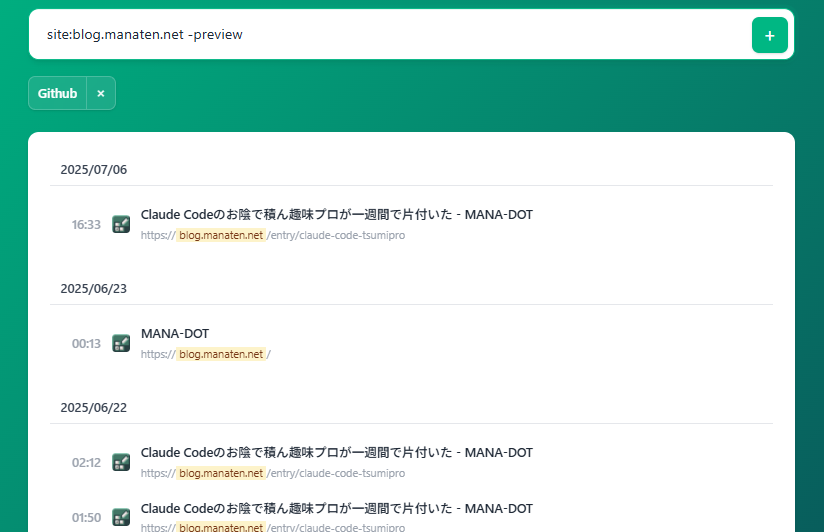 site:blog.manaten.net -preview
+
Github ×
2025/07/06
16:33 Claude Codeのお陰で積ん趣味プロが一週間で片付いた - MANA-DOT
https://blog.manaten.net/entry/claude-code-tsumipro
2025/06/23
00:13 MANA-DOT
https://blog.manaten.net/
2025/06/22
02:12 Claude Codeのお陰で積ん趣味プロが一週間で片付いた - MANA-DOT
https://blog.manaten.net/entry/claude-code-tsumipro
01:50 Claude Codeのお陰で積ん趣味プロが一週間で片付いた - MANA-DOT
https://blog.manaten.net/entry/claude-code-tsumipro